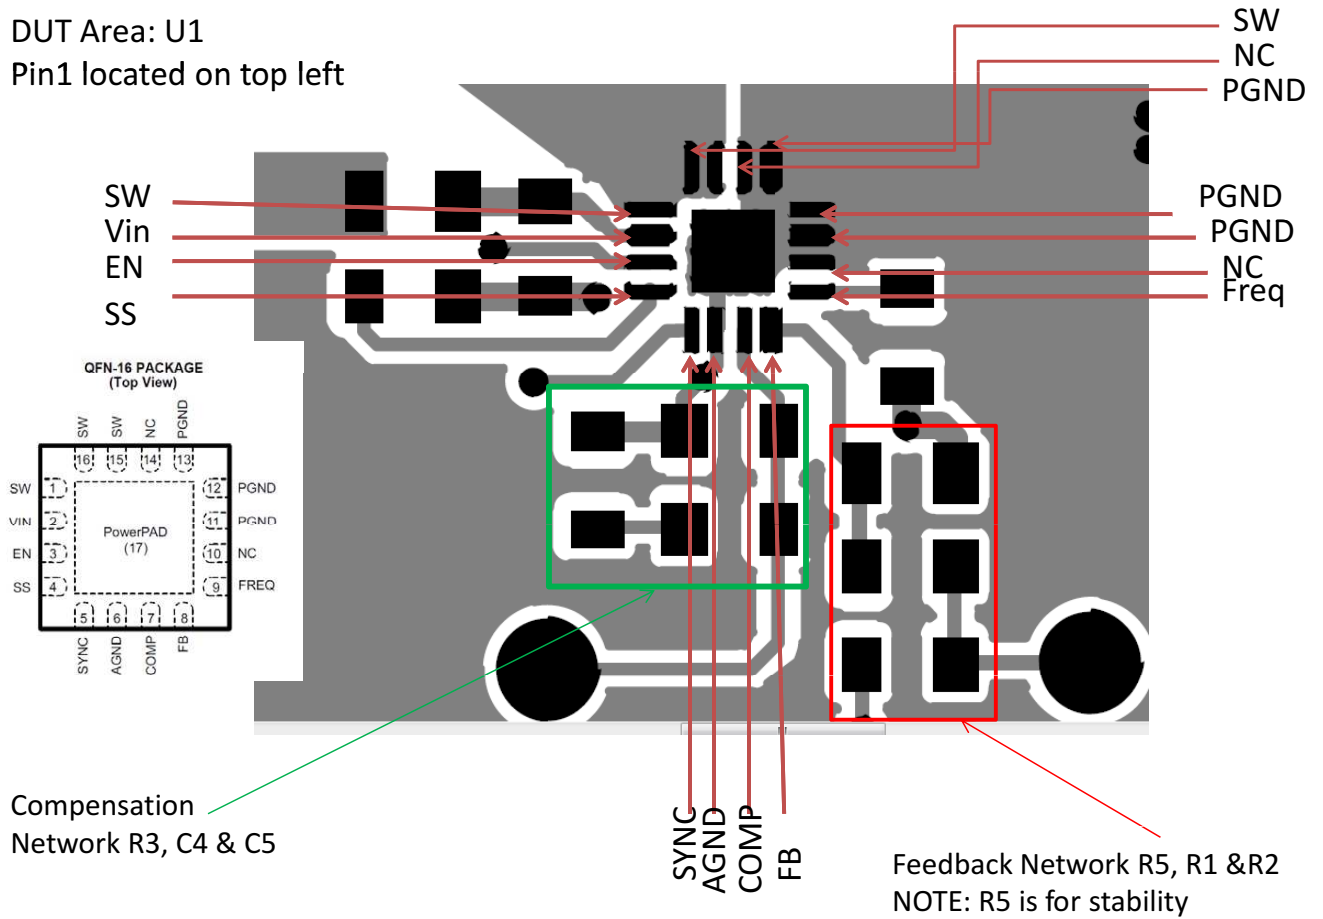 DUT Area: U1
Pin1 located on top left
SW
NC
PGND
SW
Vin
EN
SS
PGND
PGND
NC
Freq
QFN-16 PACKAGE
(Top View)
SW
SW
NC
PGND
16
15
14
13
SW
1
12
PGND
VIN
2
11
PGND
EN
3
10
NC
SS
4
9
FREQ
PowerPAD
(17)
5
6
7
8
SYNC
AGND
COMP
FB
SYNC
AGND
COMP
FB
Compensation
Network R3, C4 & C5
Feedback Network R5, R1 &R2
NOTE: R5 is for stability